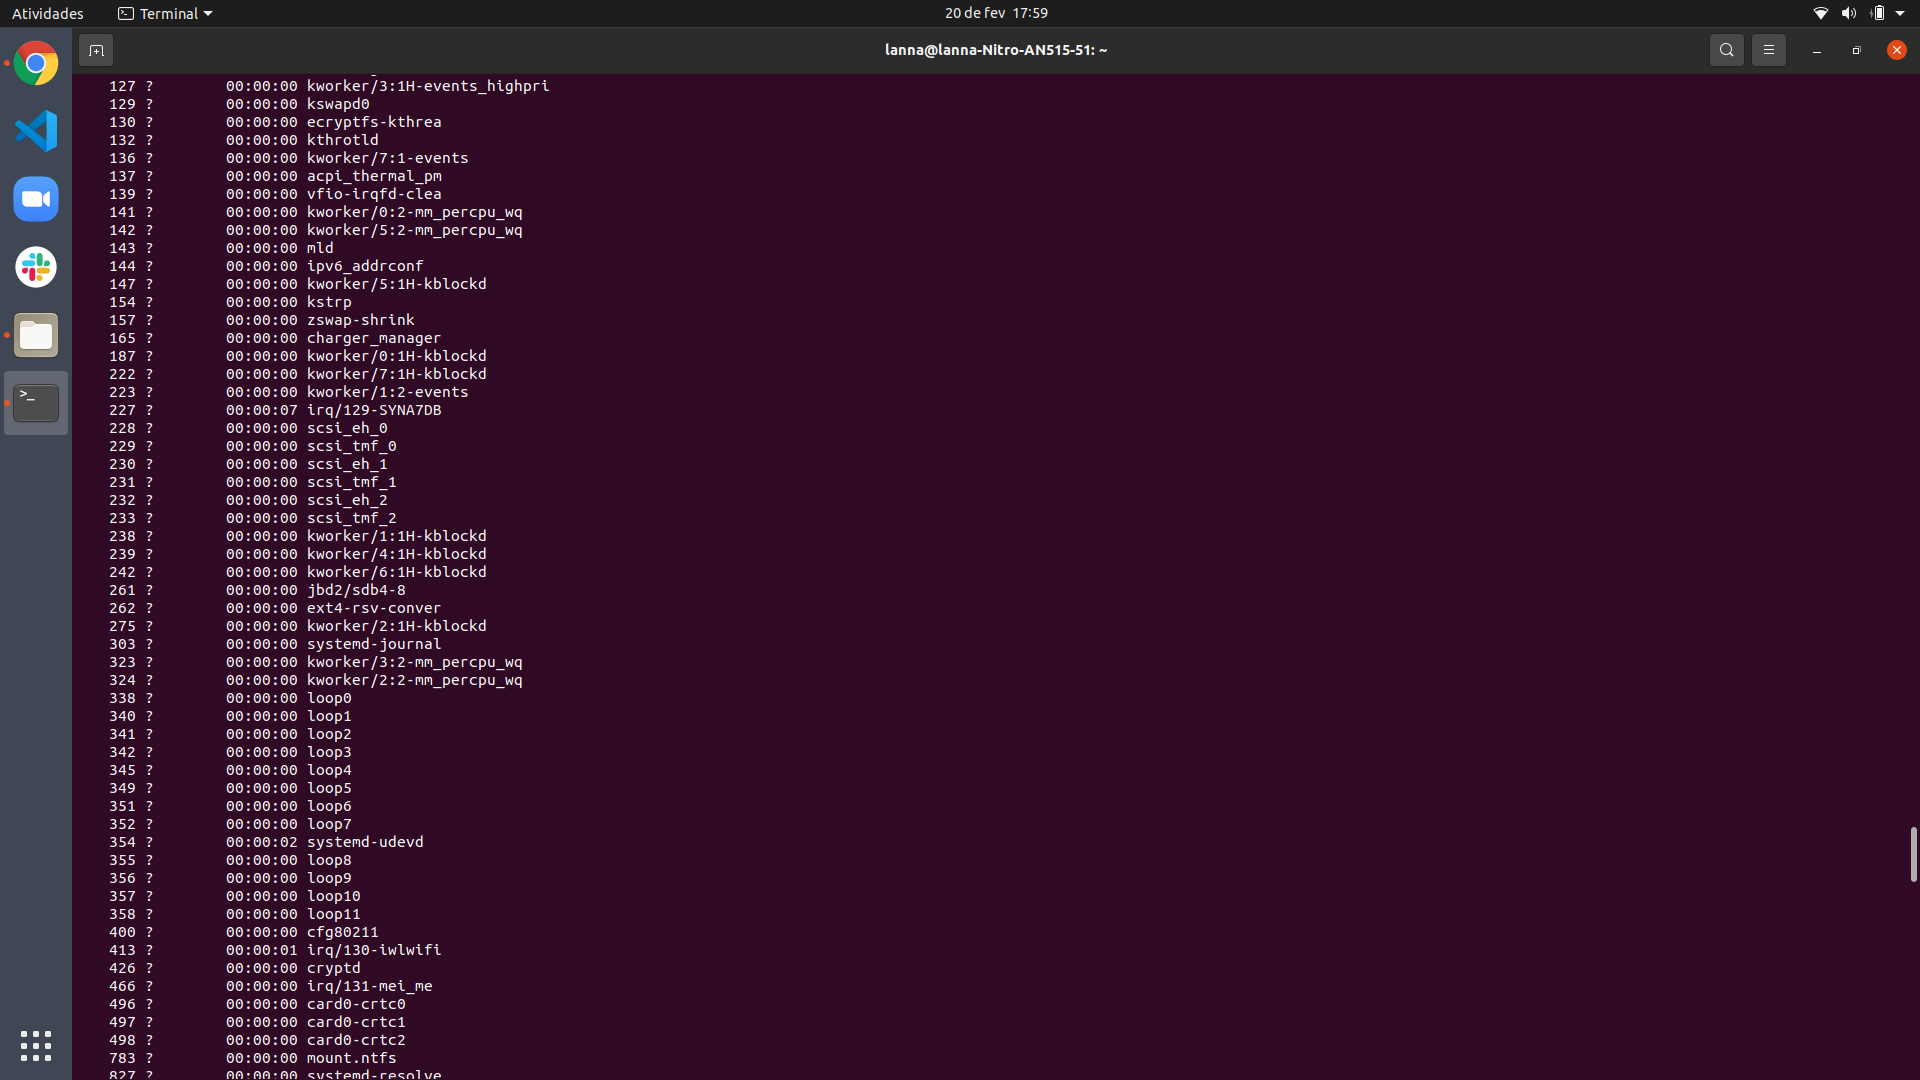 Atividades
Terminal
20 de fev 17:59
lanna@lanna-Nitro-AN515-51: ~
127 ? 00:00:00 kworker/3:1H-events_highpri
129 ? 00:00:00 kswapd0
130 ? 00:00:00 ecryptfs-kthrea
132 ? 00:00:00 kthrotld
136 ? 00:00:00 kworker/7:1-events
137 ? 00:00:00 acpi_thermal_pm
139 ? 00:00:00 vfio-irqfd-clea
141 ? 00:00:00 kworker/0:2-mm_percpu_wq
142 ? 00:00:00 kworker/5:2-mm_percpu_wq
143 ? 00:00:00 mld
144 ? 00:00:00 ipv6_addrconf
147 ? 00:00:00 kworker/5:1H-kblockd
154 ? 00:00:00 kstrp
157 ? 00:00:00 zswap-shrink
165 ? 00:00:00 charger_manager
187 ? 00:00:00 kworker/0:1H-kblockd
222 ? 00:00:00 kworker/7:1H-kblockd
223 ? 00:00:00 kworker/1:2-events
227 ? 00:00:07 irq/129-SYNA7DB
228 ? 00:00:00 scsi_eh_0
229 ? 00:00:00 scsi_tmf_0
230 ? 00:00:00 scsi_eh_1
231 ? 00:00:00 scsi_tmf_1
232 ? 00:00:00 scsi_eh_2
233 ? 00:00:00 scsi_tmf_2
238 ? 00:00:00 kworker/1:1H-kblockd
239 ? 00:00:00 kworker/4:1H-kblockd
242 ? 00:00:00 kworker/6:1H-kblockd
261 ? 00:00:00 jbd2/sdb4-8
262 ? 00:00:00 ext4-rsv-conver
275 ? 00:00:00 kworker/2:1H-kblockd
303 ? 00:00:00 systemd-journal
323 ? 00:00:00 kworker/3:2-mm_percpu_wq
324 ? 00:00:00 kworker/2:2-mm_percpu_wq
338 ? 00:00:00 loop0
340 ? 00:00:00 loop1
341 ? 00:00:00 loop2
342 ? 00:00:00 loop3
345 ? 00:00:00 loop4
349 ? 00:00:00 loop5
351 ? 00:00:00 loop6
352 ? 00:00:00 loop7
354 ? 00:00:02 systemd-udevd
355 ? 00:00:00 loop8
356 ? 00:00:00 loop9
357 ? 00:00:00 loop10
358 ? 00:00:00 loop11
400 ? 00:00:00 cfg80211
413 ? 00:00:01 irq/130-iwlwifi
426 ? 00:00:00 cryptd
466 ? 00:00:00 irq/131-mei_me
496 ? 00:00:00 card0-crtc0
497 ? 00:00:00 card0-crtc1
498 ? 00:00:00 card0-crtc2
783 ? 00:00:00 mount.ntfs
827 ? 00:00:00 systemd-resolve